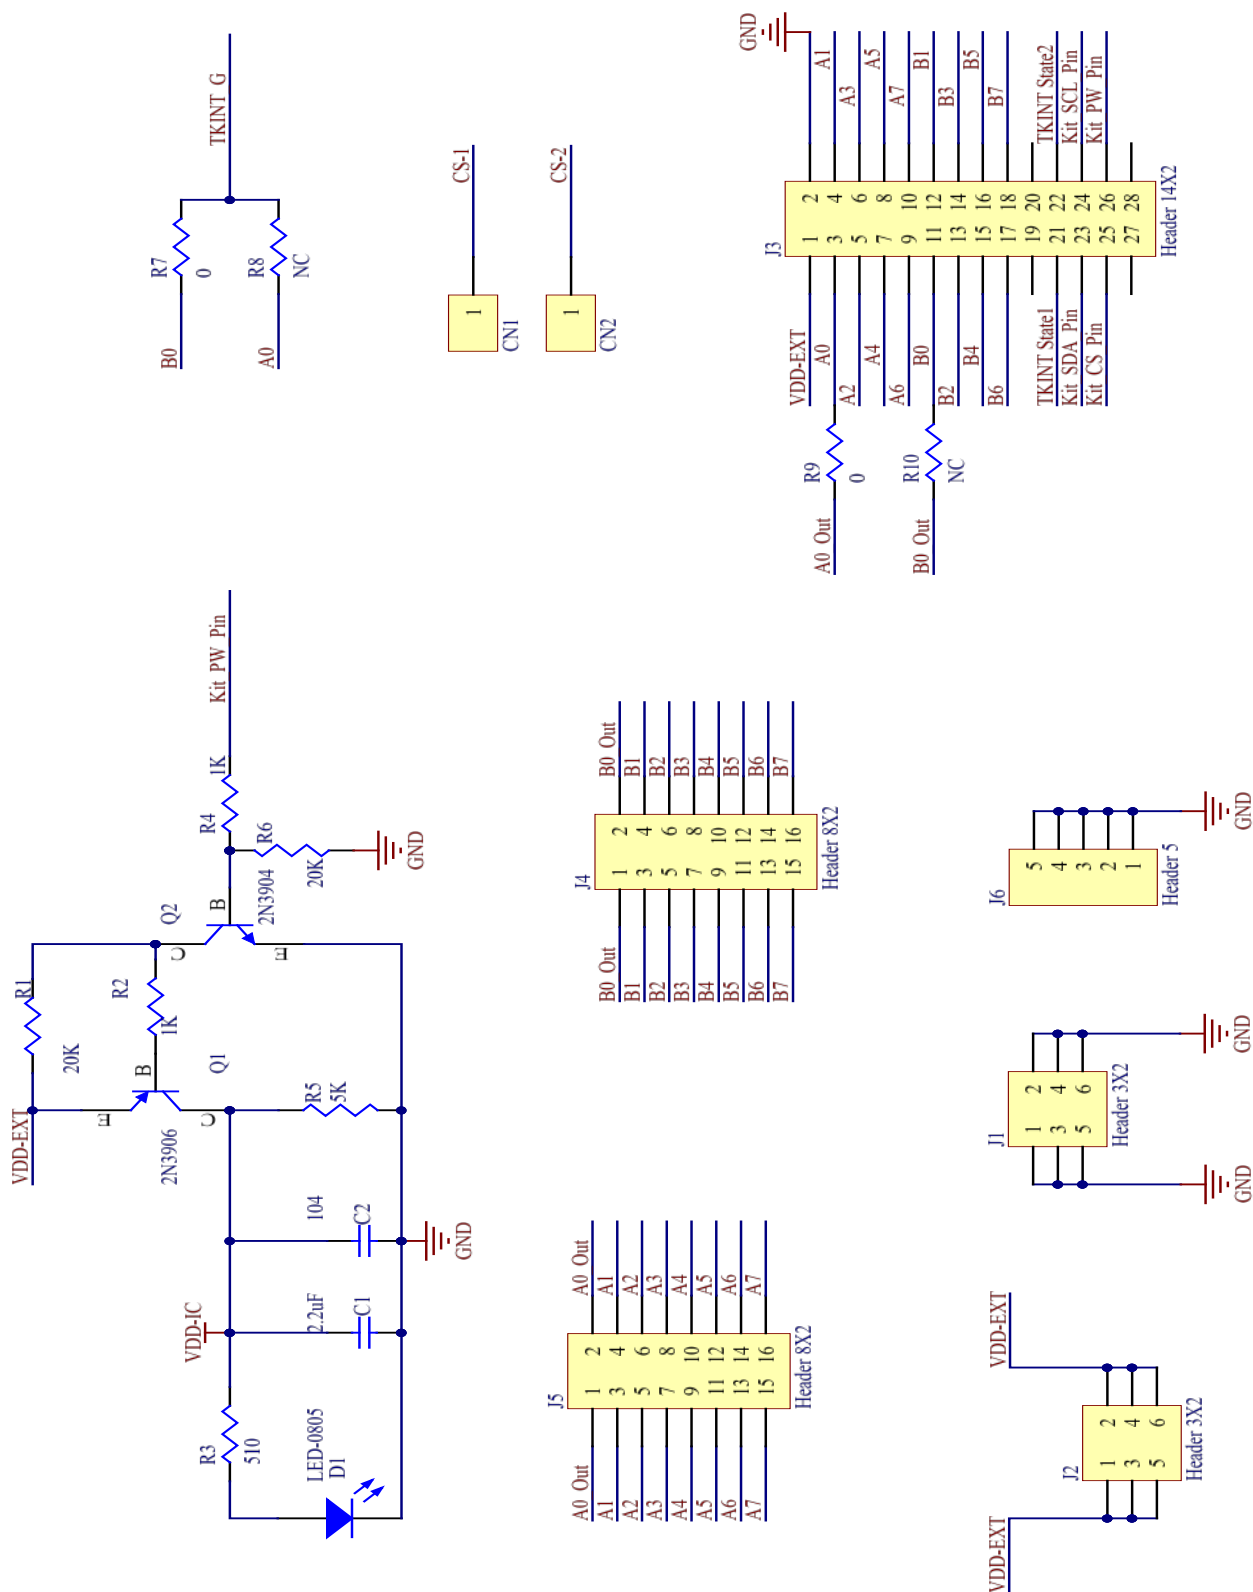 TKINT G
R7
0
R8
NC
B0
A0
CS-1
1
CN1
CS-2
1
CN2
GND
A1
A3
A5
A7
B1
B3
B5
B7
TKINT State2
Kit SCL Pin
Kit PW Pin
J3
2
4
6
8
10
12
14
16
18
20
22
24
26
28
1
3
5
7
9
11
13
15
17
19
21
23
25
27
Header 14X2
VDD-EXT
A0
A2
A4
A6
B0
B2
B4
B6
TKINT State1
Kit SDA Pin
Kit CS Pin
R9
0
R10
NC
A0 Out
B0 Out
Kit PW Pin
1K
R4
R6
20K
GND
2N3904
B
Q2
C
E
R1
20K
R2
1K
B
Q1
E
C
VDD-EXT
2N3906
R5
5K
104
C2
GND
VDD-IC
2.2uF
C1
R3
510
LED-0805
D1
B0 Out
B1
B2
B3
B4
B5
B6
B7
J4
2
4
6
8
10
12
14
16
1
3
5
7
9
11
13
15
Header 8X2
B0 Out
B1
B2
B3
B4
B5
B6
B7
A0 Out
A1
A2
A3
A4
A5
A6
A7
J5
2
4
6
8
10
12
14
16
1
3
5
7
9
11
13
15
Header 8X2
A0 Out
A1
A2
A3
A4
A5
A6
A7
J6
5
4
3
2
1
Header 5
GND
J1
2
4
6
1
3
5
Header 3X2
GND
GND
VDD-EXT
J2
2
4
6
1
3
5
Header 3X2
VDD-EXT